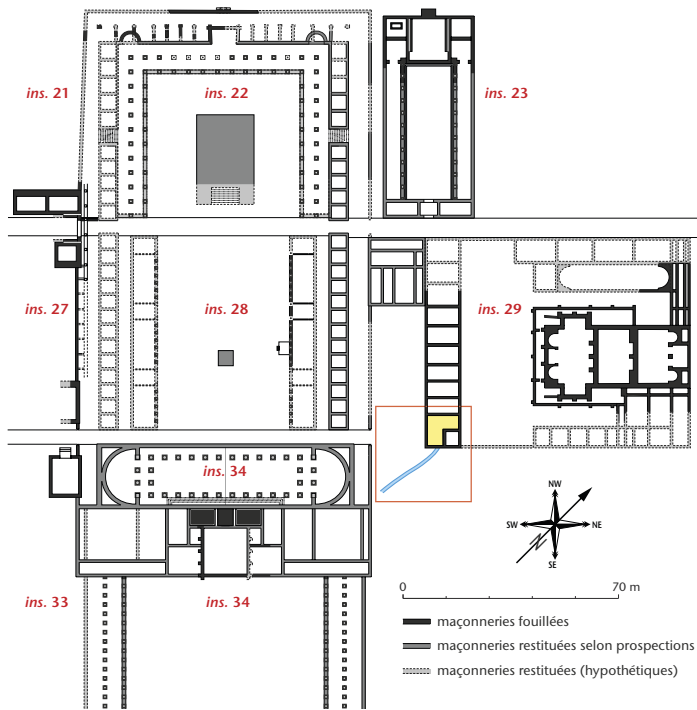 ins. 21
ins. 22
ins. 23
ins. 27
ins. 28
ins. 29
ins. 34
NW
SW
NE
SE
N
0
70 m
ins. 33
ins. 34
maçonneries fouillées
maçonneries restituées selon prospections
maçonneries restituées (hypothétiques)